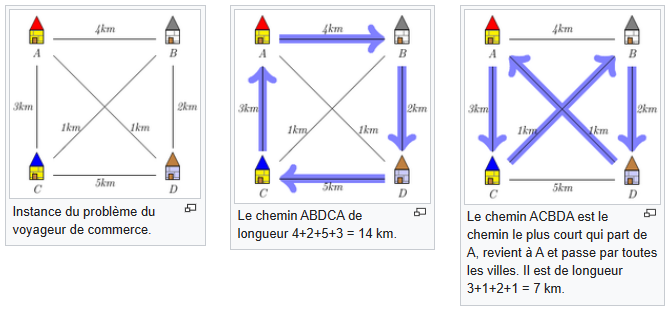 4km
A
B
3km
2km
1km
1km
C
5km
D
Instance du problème du
voyageur de commerce.
4km
A
B
3km
2km
1km
1km
C
5km
D
Le chemin ABDCA de
longueur 4+2+5+3 = 14 km.
4km
A
B
3km
2km
1km
1km
C
5km
D
Le chemin ACBDA est le
chemin le plus court qui part de
A, revient à A et passe par toutes
les villes. Il est de longueur
3+1+2+1 = 7 km.